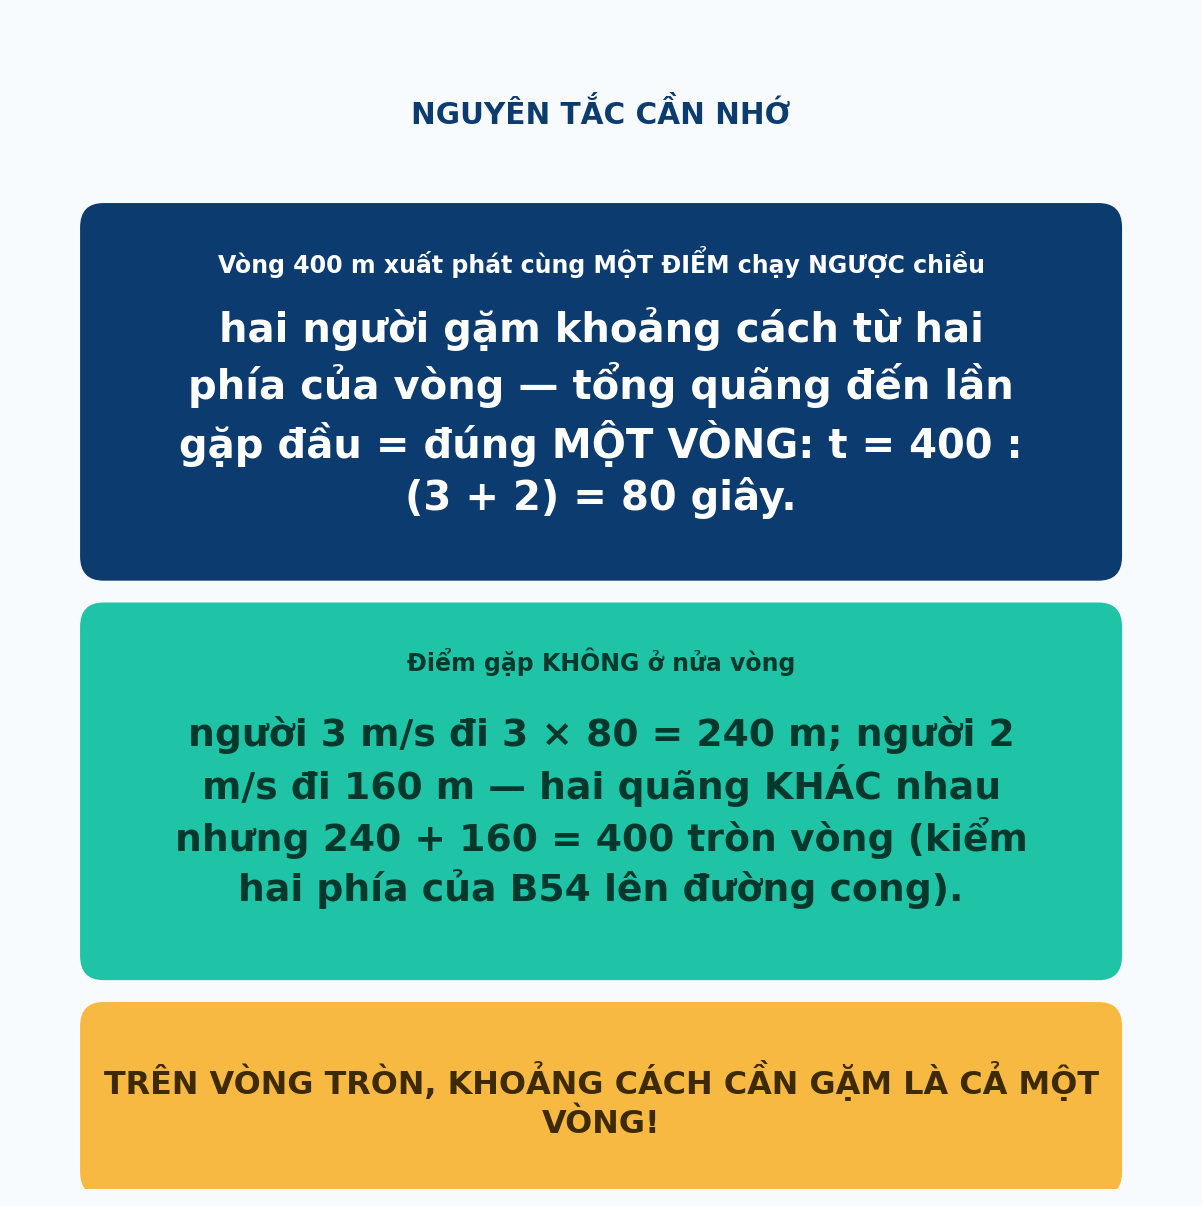 NGUYÊN TẮC CẦN NHỚ
Vòng 400 m xuất phát cùng MỘT ĐIỂM chạy NGƯỢC chiều
hai người gặm khoảng cách từ hai
phía của vòng — tổng quãng đến lần
gặp đầu = đúng MỘT VÒNG: t = 400 :
(3 + 2) = 80 giây.
Điểm gặp KHÔNG ở nửa vòng
người 3 m/s đi 3 × 80 = 240 m; người 2
m/s đi 160 m — hai quãng KHÁC nhau
nhưng 240 + 160 = 400 tròn vòng (kiểm
hai phía của B54 lên đường cong).
TRÊN VÒNG TRÒN, KHOẢNG CÁCH CẦN GẶM LÀ CẢ MỘT
VÒNG!